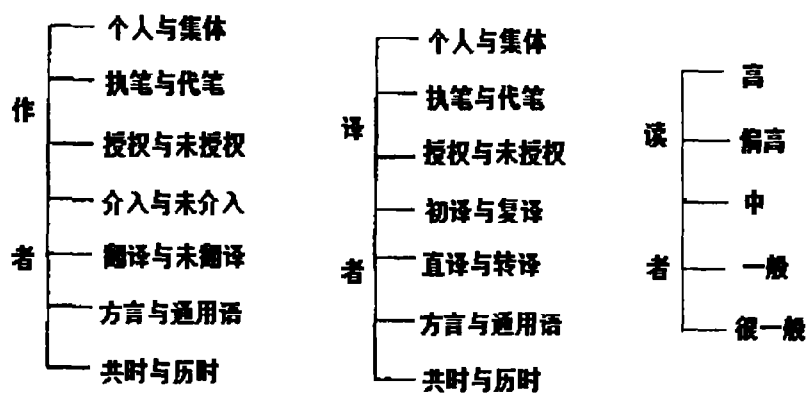 作者
个人与集体
执笔与代笔
授权与未授权
介入与未介入
翻译与未翻译
方言与通用语
共时与历时
译者
个人与集体
执笔与代笔
授权与未授权
初译与复译
直译与转译
方言与通用语
共时与历时
读者
高
偏高
中
一般
很一般